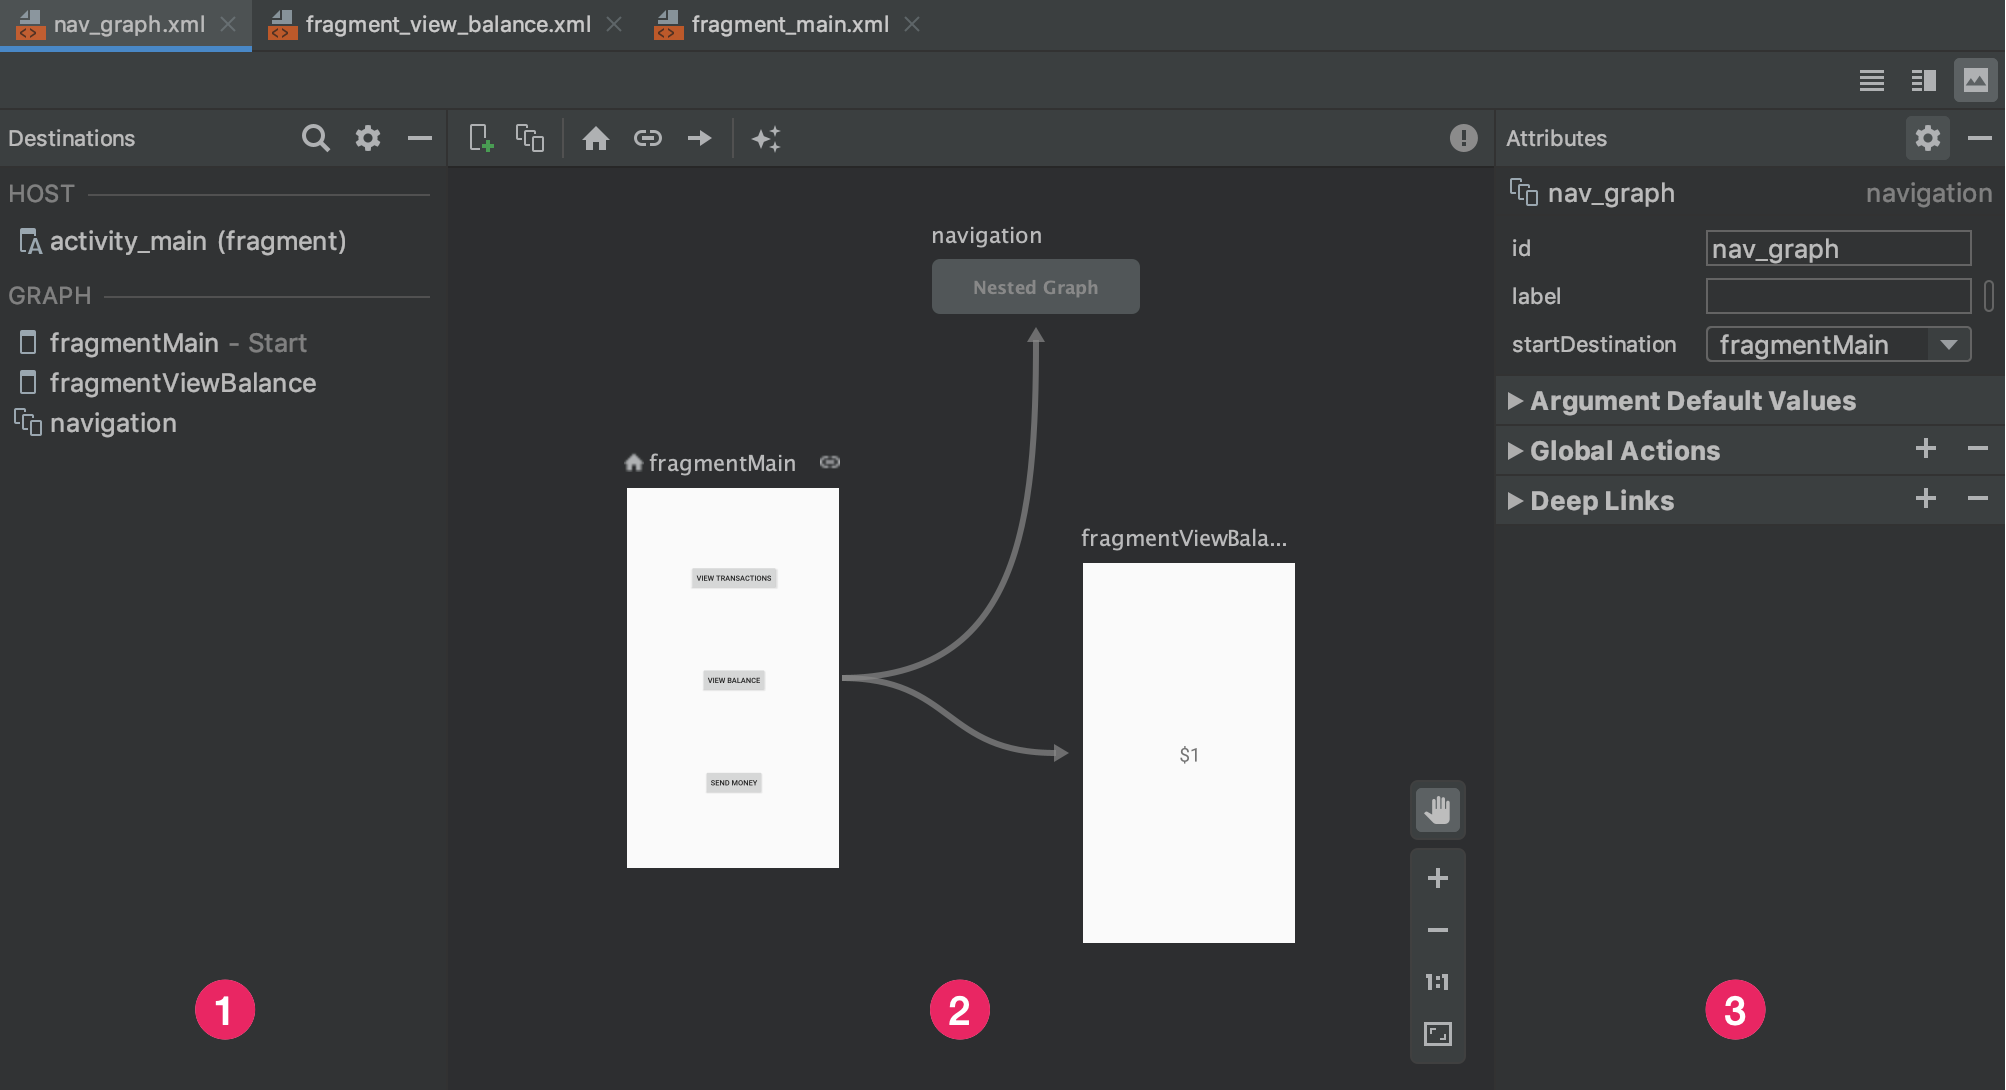 nav_graph.xml fragment_view_balance.xml fragment_main.xml
Destinations
HOST
activity_main (fragment)
GRAPH
fragmentMain - Start
fragmentViewBalance
navigation
1
navigation
Nested Graph
fragmentMain
VIEW TRANSACTIONS
VIEW BALANCE
SEND MONEY
fragmentViewBala...
$1
1:1
2
Attributes
nav_graph navigation
id nav_graph
label
startDestination fragmentMain
Argument Default Values
Global Actions
Deep Links
3